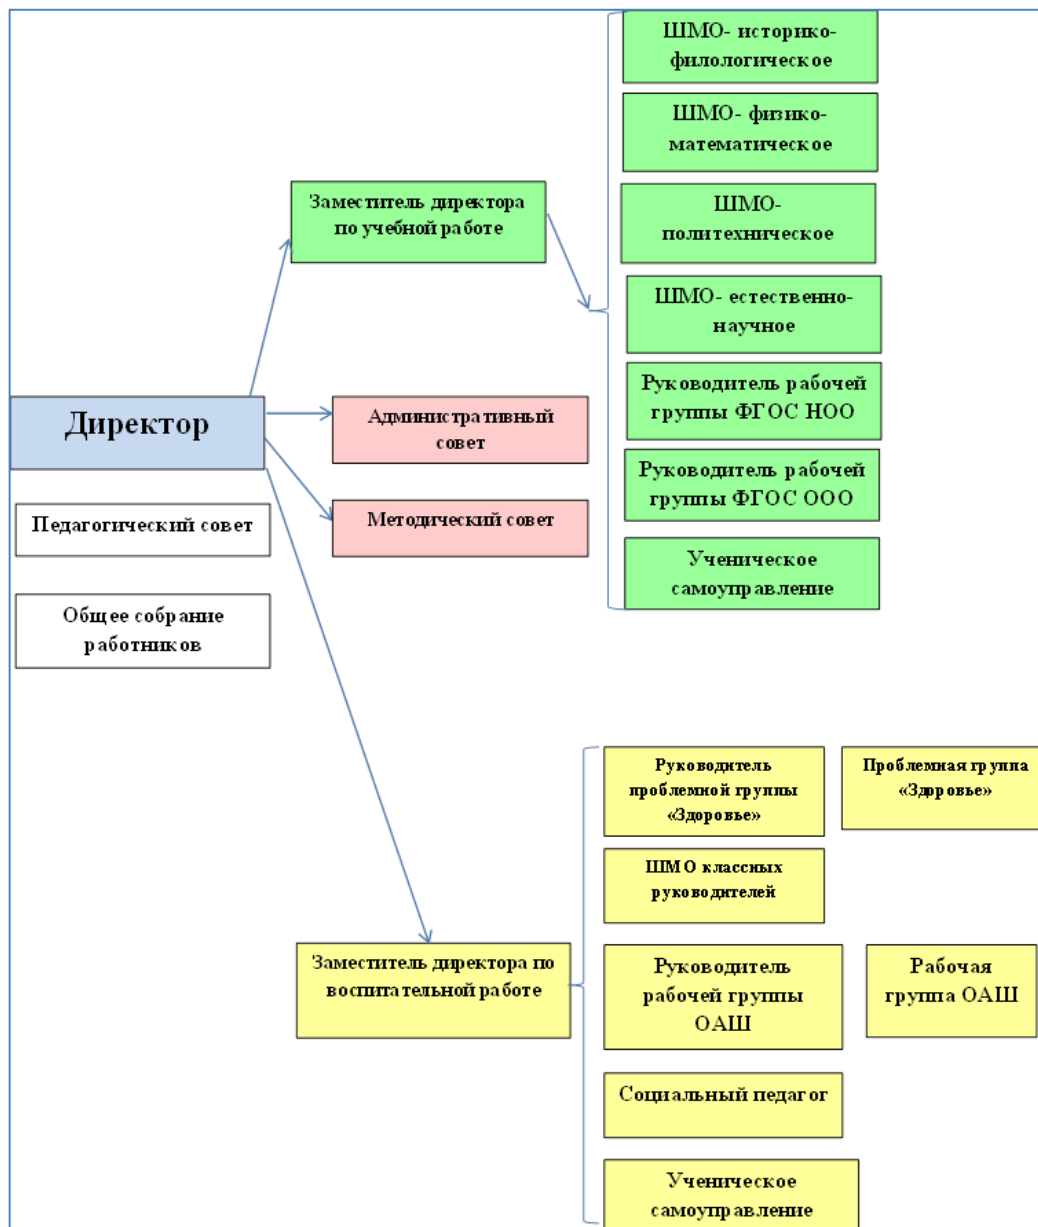 ШМО- историко-
филологическое
ШМО- физико-
математическое
Заместитель директора
по учебной работе
ШМО-
политехническое
ШМО- естественно-
научное
Руководитель рабочей
группы ФГОС НОО
Директор
Административный
совет
Руководитель рабочей
группы ФГОС ООО
Педагогический совет
Методический совет
Ученическое
самоуправление
Общее собрание
работников
Руководитель
проблемной группы
«Здоровье»
Проблемная группа
«Здоровье»
ШМО классных
руководителей
Заместитель директора по
воспитательной работе
Руководитель
рабочей группы
ОАШ
Рабочая
группа ОАШ
Социальный педагог
Ученическое
самоуправление